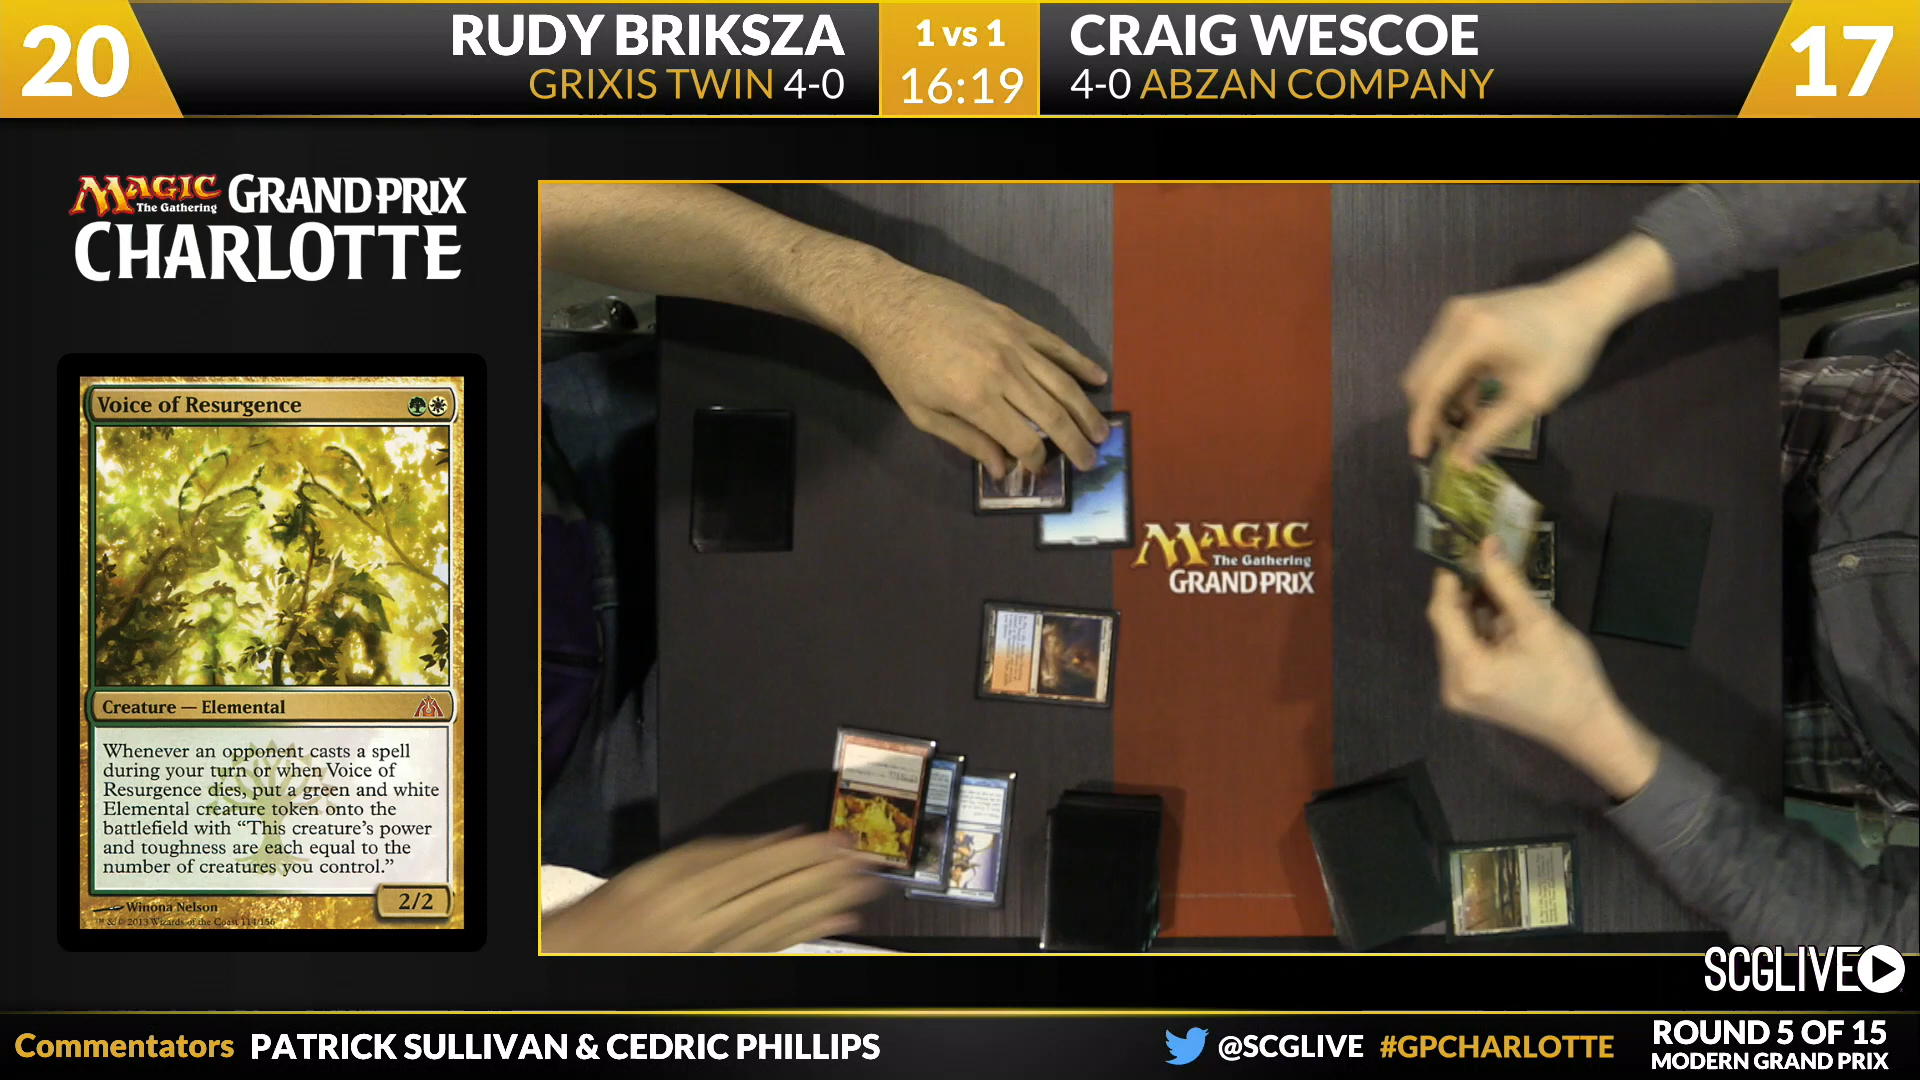 20
RUDY BRIKSZA
GRIXIS TWIN 4-0
1 vs 1
16:19
CRAIG WESCOE
4-0 ABZAN COMPANY
17
MAGIC
The Gathering
GRAND PRIX
CHARLOTTE
Voice of Resurgence
Creature — Elemental
Whenever an opponent casts a spell
during your turn or when Voice of
Resurgence dies, put a green and white
Elemental creature token onto the
battlefield with “This creature’s power
and toughness are each equal to the
number of creatures you control.”
2/2
Winona Nelson
MAGIC
The Gathering
GRAND PRIX
SCGLIVE
Commentators PATRICK SULLIVAN & CEDRIC PHILLIPS
@SCGLIVE #GPCHARLOTTE
ROUND 5 OF 15
MODERN GRAND PRIX